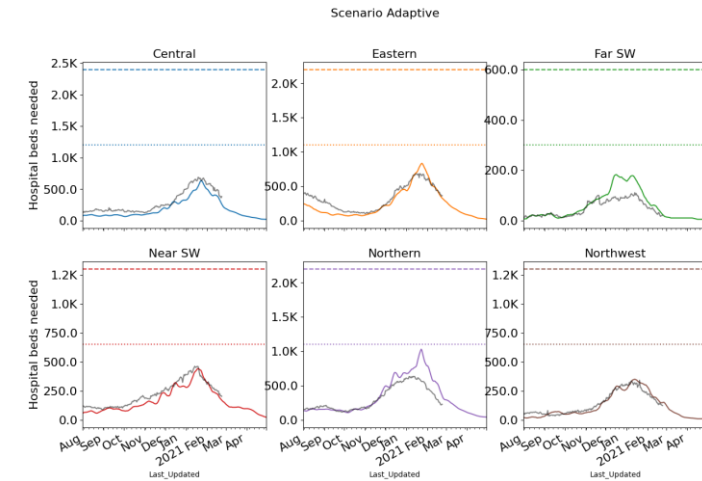 Scenario Adaptive
Central
Eastern
Far SW
Hospital beds needed
2.5K
2.0K
1.5K
1.0K
500.0
0.0
2.0K
1.5K
1.0K
500.0
0.0
600.0
400.0
200.0
0.0
Near SW
Northern
Northwest
Hospital beds needed
1.2K
1.0K
750.0
500.0
250.0
0.0
2.0K
1.5K
1.0K
500.0
0.0
1.2K
1.0K
750.0
500.0
250.0
0.0
Aug Sep Oct Nov Dec Jan 2021 Feb Mar Apr
Aug Sep Oct Nov Dec Jan 2021 Feb Mar Apr
Aug Sep Oct Nov Dec Jan 2021 Feb Mar Apr
Last_Updated
Last_Updated
Last_Updated